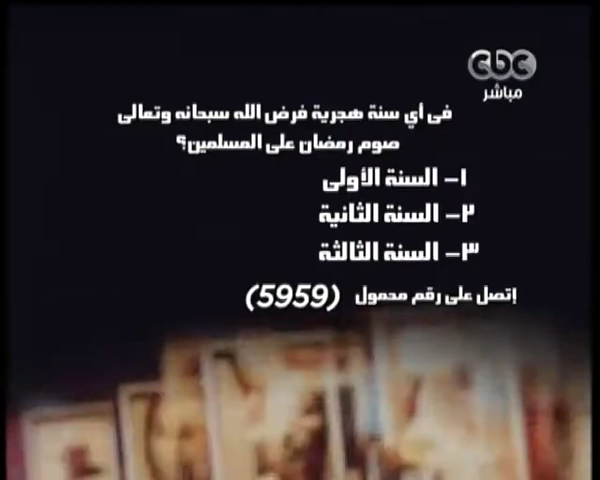 cbc
مباشر
فى أي سنة هجرية فرض الله سبحانه وتعالى
صوم رمضان على المسلمين؟
١- السنة الأولى
٢- السنة الثانية
٣- السنة الثالثة
إتصل على رقم محمول (5959)